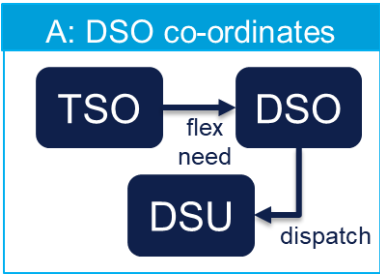 A: DSO co-ordinates
TSO
DSO
flex
need
DSU
dispatch